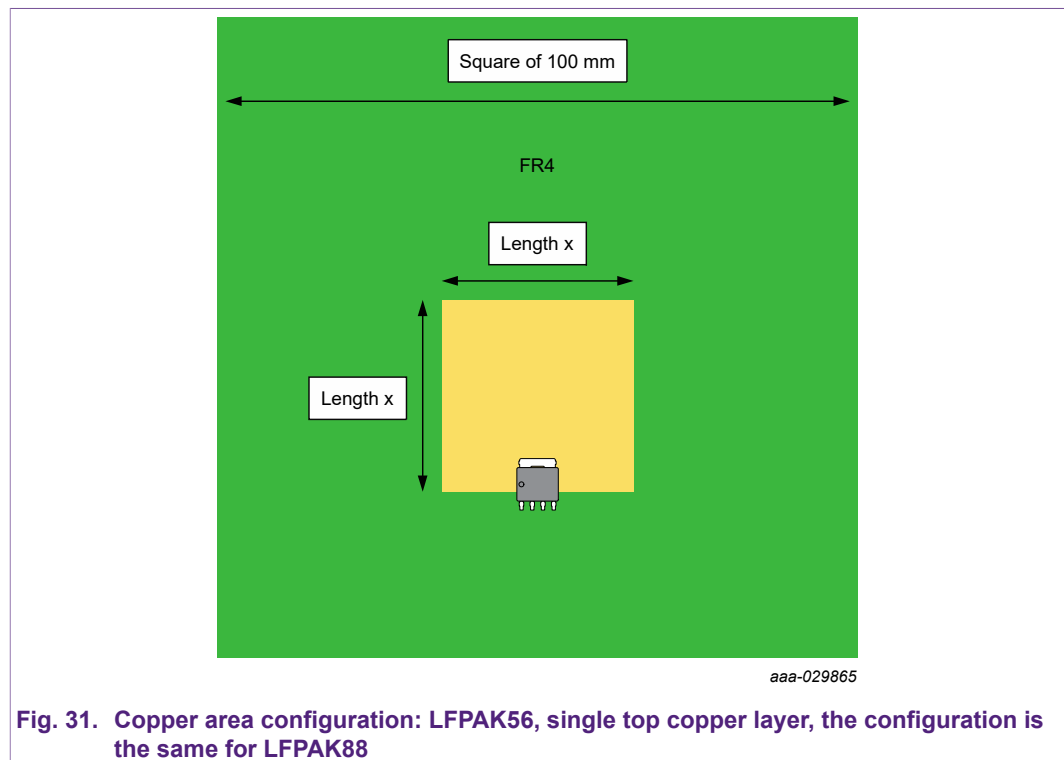 Square of 100 mm
FR4
Length x
Length x
aaa-029865
Fig. 31. Copper area configuration: LFPAK56, single top copper layer, the configuration is
the same for LFPAK88